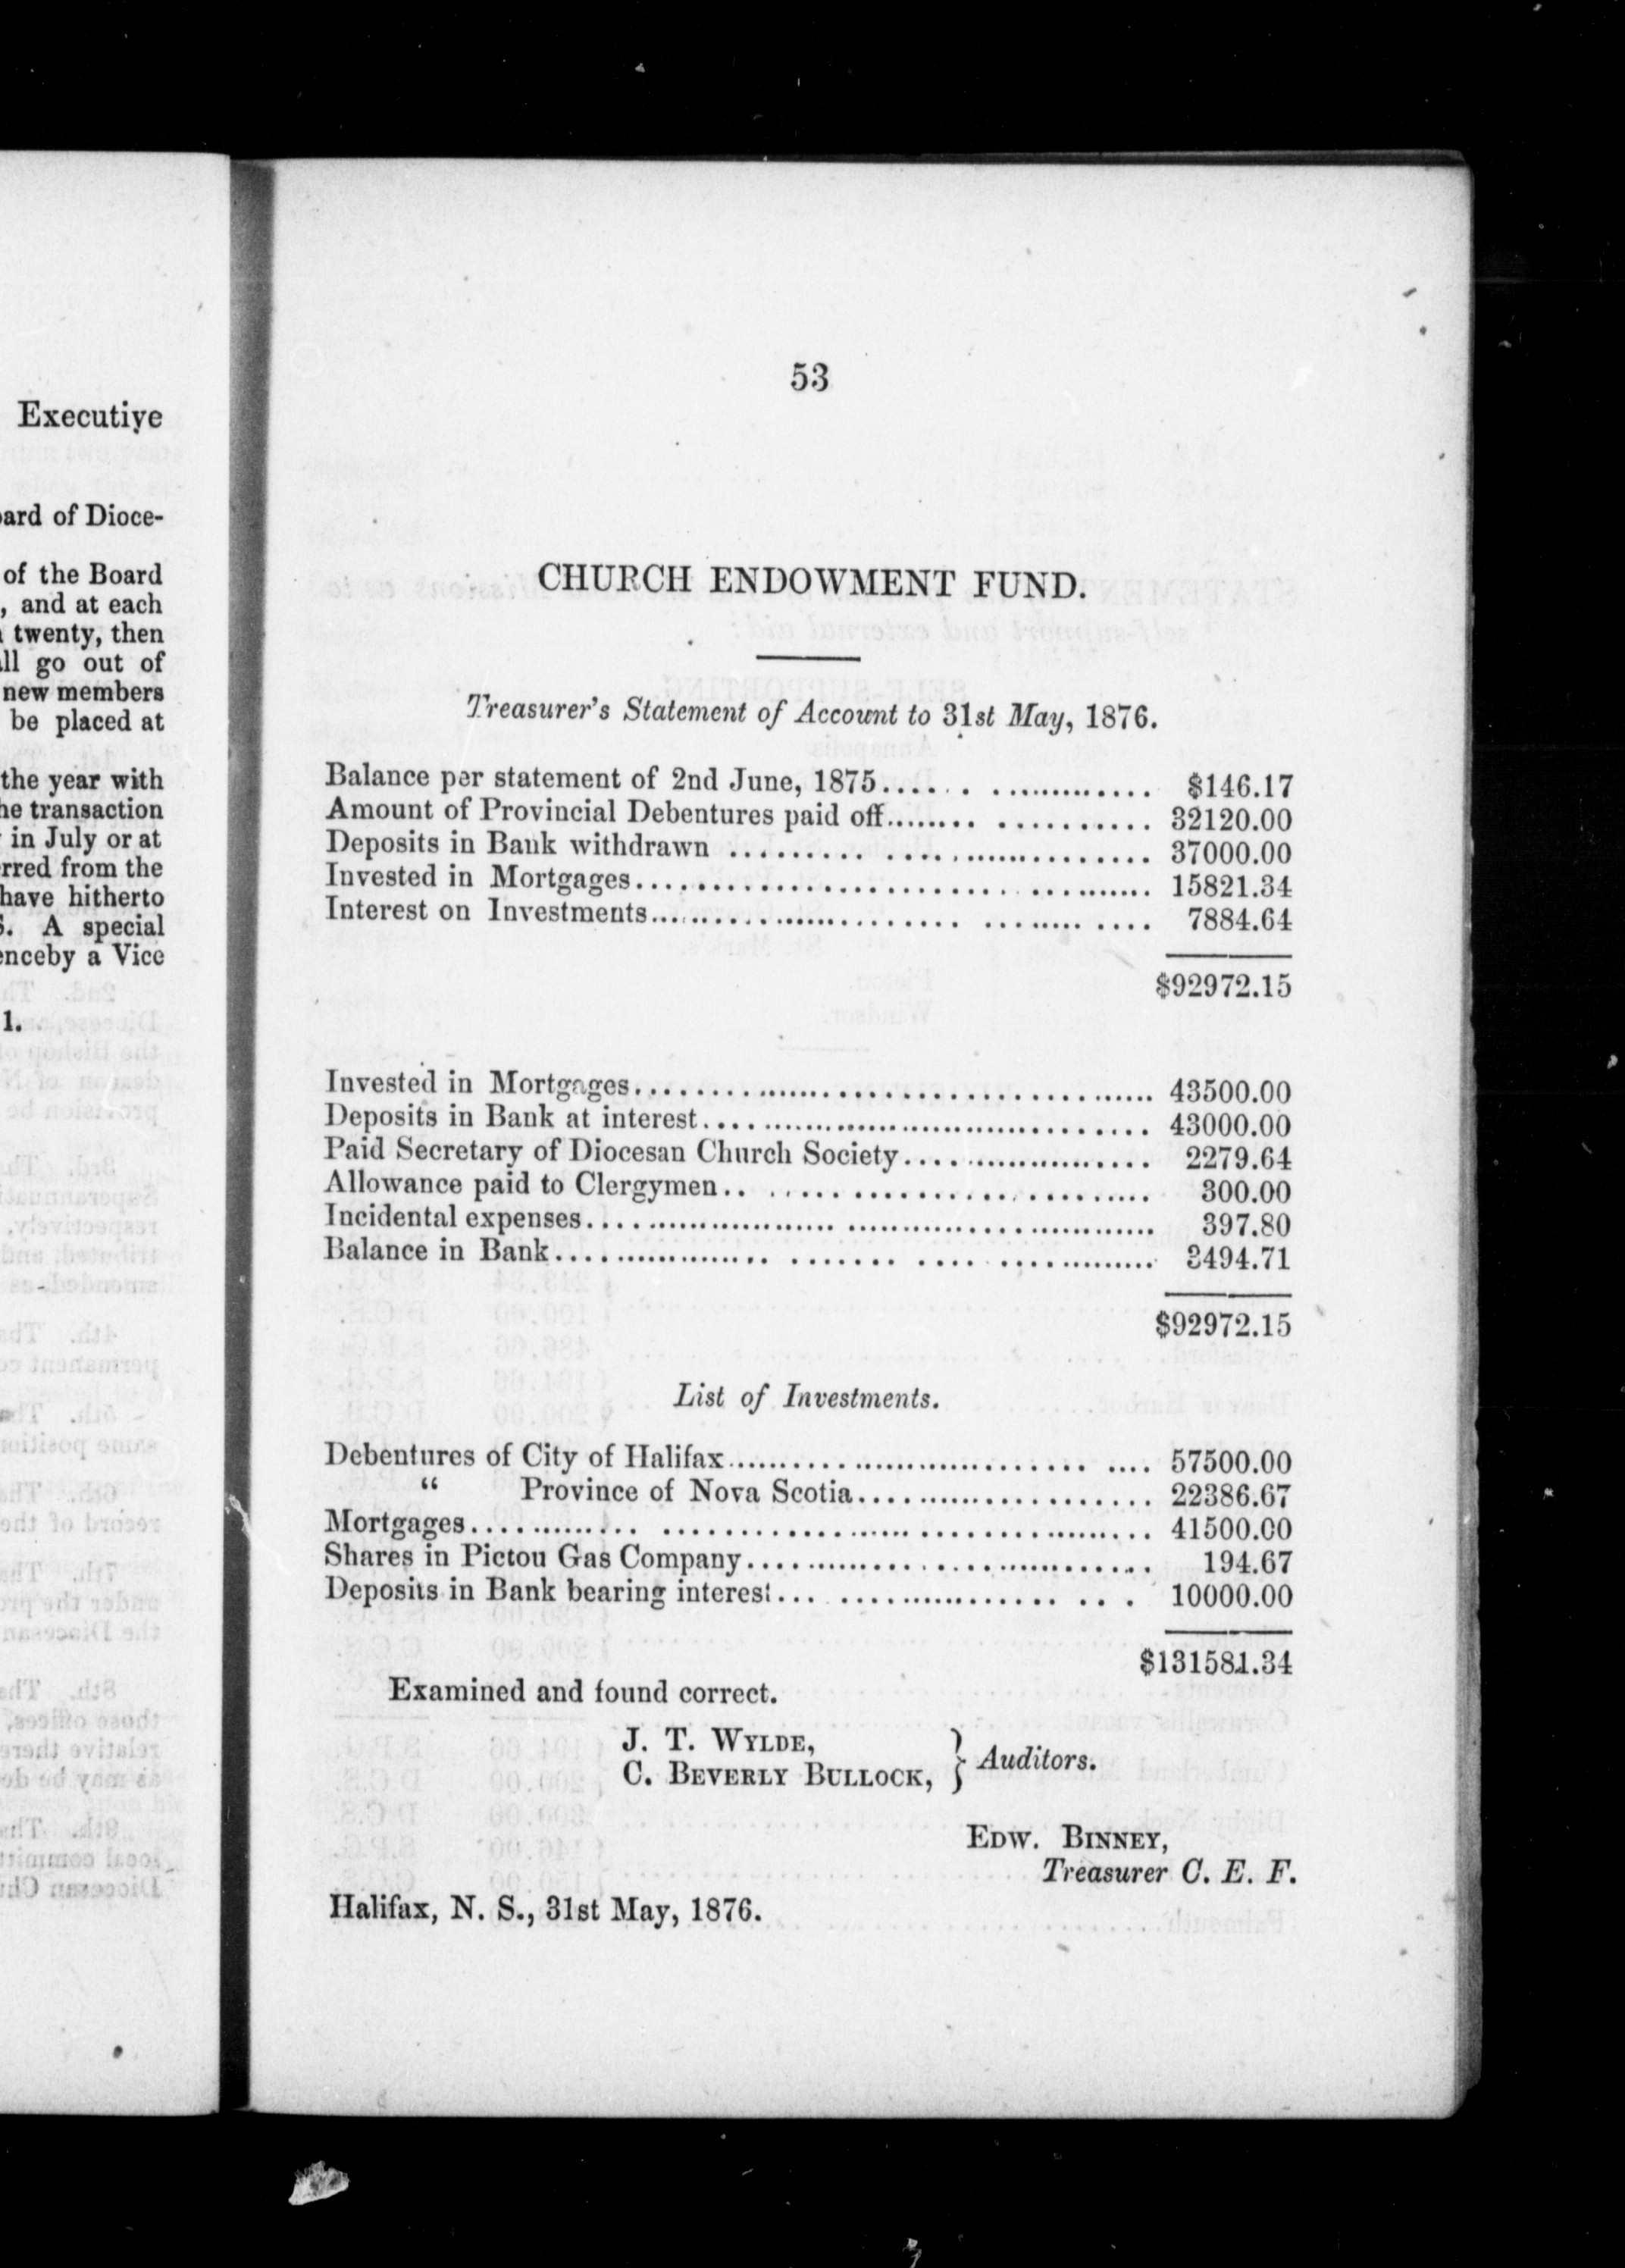 Executive
ard of Dioce-
of the Board
, and at each
twenty, then
ll go out of
new members
be placed at
the year with
he transaction
in July or at
rred from the
have hitherto
. A special
enceby a Vice
1.
53
CHURCH ENDOWMENT FUND.
Treasurer's Statement of Account to 31st May, 1876.
Balance per statement of 2nd June, 1875.................... $146.17
Amount of Provincial Debentures paid off.................... 32120.00
Deposits in Bank withdrawn .................... 37000.00
Invested in Mortgages.................... 15821.34
Interest on Investments.................... 7884.64
$92972.15
Invested in Mortgages.................... 43500.00
Deposits in Bank at interest.................... 43000.00
Paid Secretary of Diocesan Church Society.................... 2279.64
Allowance paid to Clergymen.................... 300.00
Incidental expenses.................... 397.80
Balance in Bank.................... 3494.71
$92972.15
List of Investments.
Debentures of City of Halifax.................... 57500.00
“ Province of Nova Scotia.................... 22386.67
Mortgages.................... 41500.00
Shares in Pictou Gas Company.................... 194.67
Deposits in Bank bearing interest.................... 10000.00
$131581.34
Examined and found correct.
J. T. WYLDE,
C. BEVERLY BULLOCK, } Auditors.
EDW. BINNEY,
Treasurer C. E. F.
Halifax, N. S., 31st May, 1876.